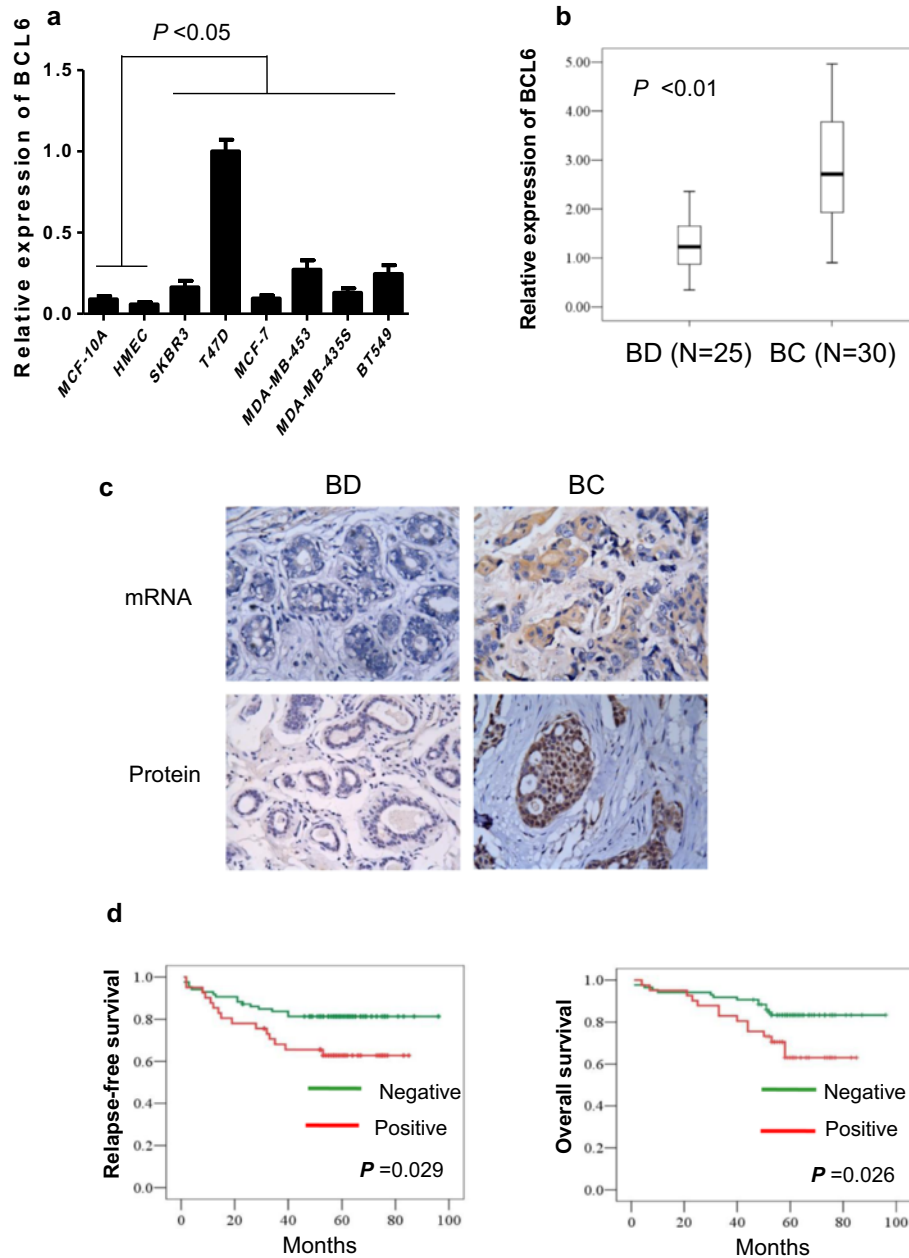 a
P <0.05
Relative expression of BCL6
1.5
1.0
0.5
0.0
MCF-10A
HMEC
SKBR3
T47D
MCF-7
MDA-MB-453
MDA-MB-435S
BT549
b
P <0.01
Relative expression of BCL6
5.00
4.00
3.00
2.00
1.00
0.00
BD (N=25) BC (N=30)
c
BD BC
mRNA
Protein
d
Relapse-free survival
1.0
0.8
0.6
0.4
0.2
0.0
Negative
Positive
P =0.029
0 20 40 60 80 100
Months
Overall survival
1.0
0.8
0.6
0.4
0.2
0.0
Negative
Positive
P =0.026
0 20 40 60 80 100
Months